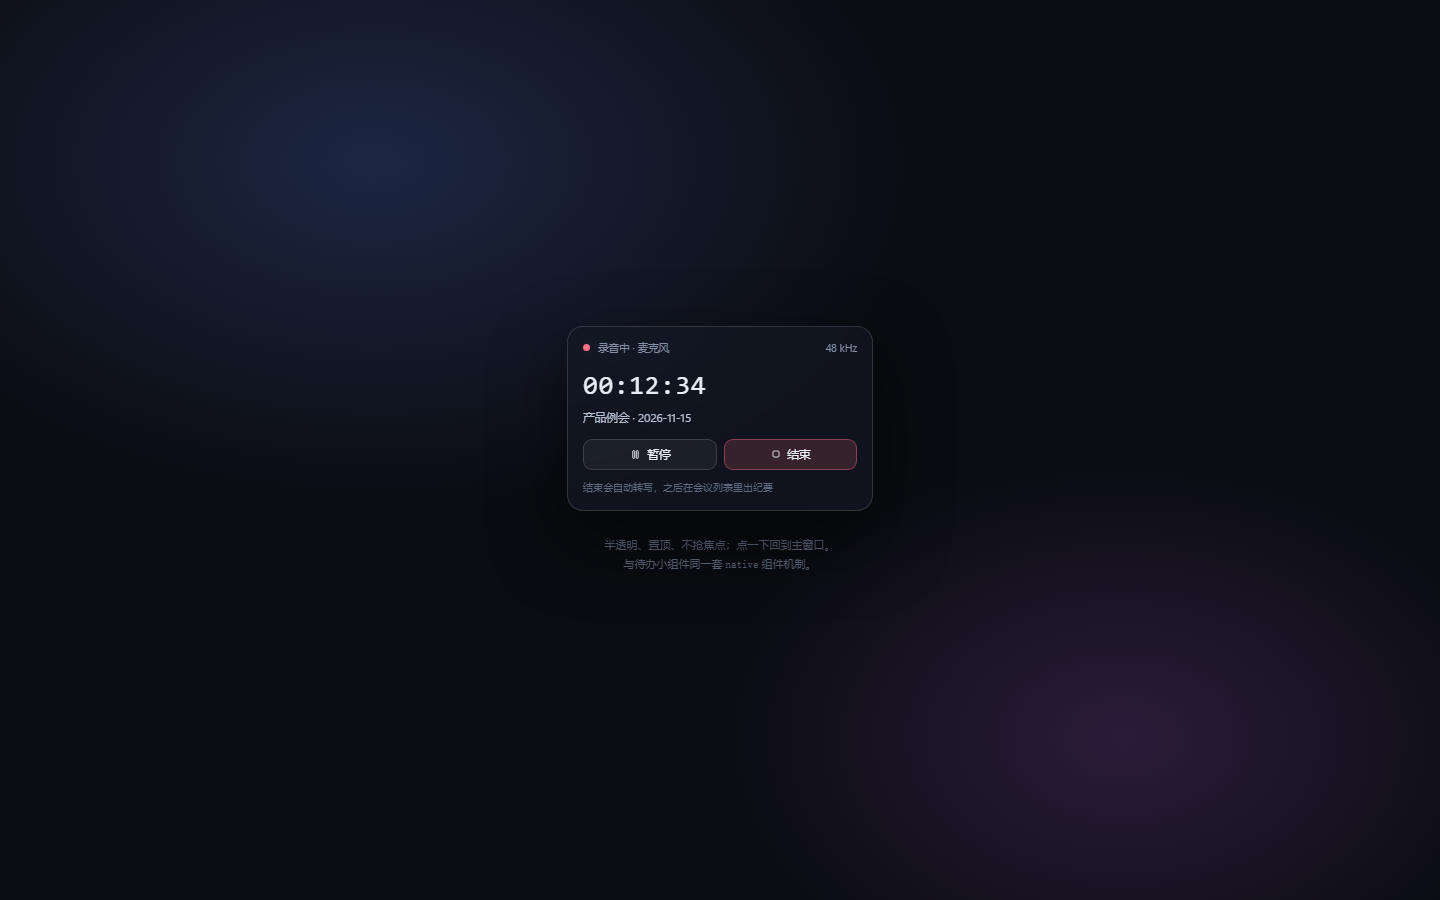 录音中 · 麦克风
48 kHz
00:12:34
产品例会 · 2026-11-15
暂停
结束
结束会自动转写，之后在会议列表里出纪要
半透明、置顶、不抢焦点；点一下回到主窗口。
与待办小组件同一套 native 组件机制。